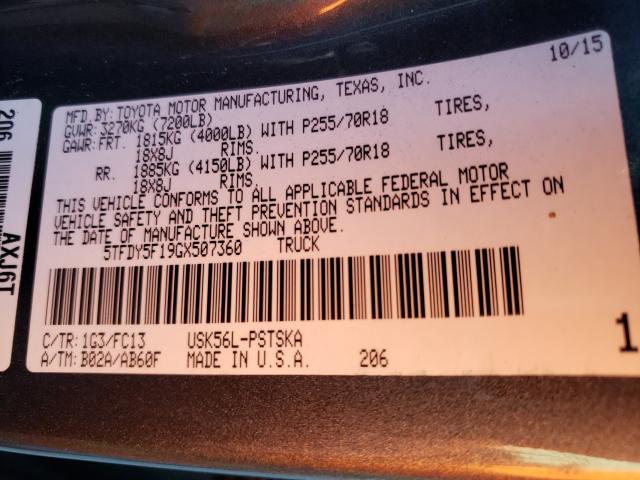 10/15
MFD.BY:TOYOTA MOTOR MANUFACTURING, TEXAS, INC.
GVWR:3270KG (7200LB)
GAWR:FRT. 1815KG (4000LB) WITH P255/70R18 TIRES,
18X8J RIMS.
RR. 1885KG (4150LB) WITH P255/70R18 TIRES,
18X8J RIMS.
THIS VEHICLE CONFORMS TO ALL APPLICABLE FEDERAL MOTOR
VEHICLE SAFETY AND THEFT PREVENTION STANDARDS IN EFFECT ON
THE DATE OF MANUFACTURE SHOWN ABOVE.
5TFDY5F19GX507360 TRUCK
C/TR:1G3/FC13 USK56L-PSTSKA
A/TM:B02A/AB60F MADE IN U.S.A. 206
1
206
AXJ6T